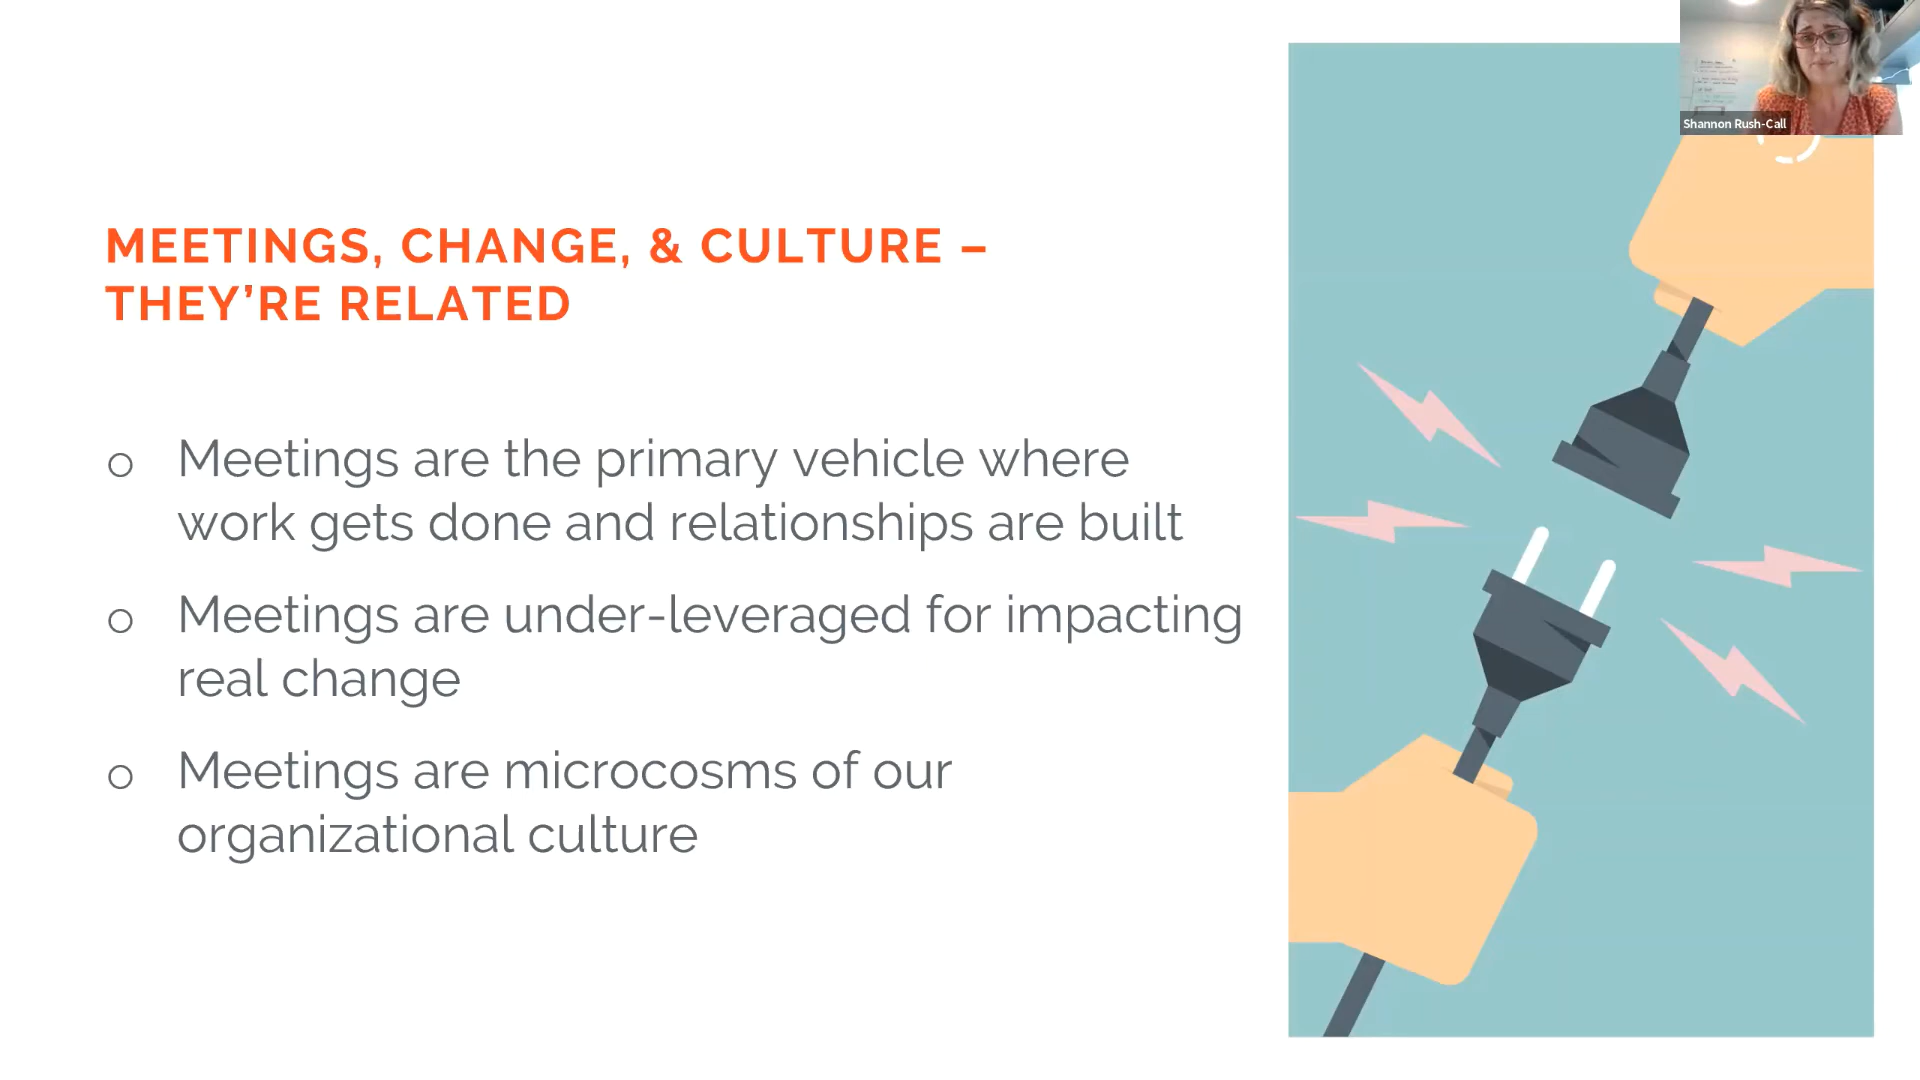 Shannon Rush-Call
MEETINGS, CHANGE, & CULTURE –
THEY’RE RELATED
o Meetings are the primary vehicle where
work gets done and relationships are built
o Meetings are under-leveraged for impacting
real change
o Meetings are microcosms of our
organizational culture